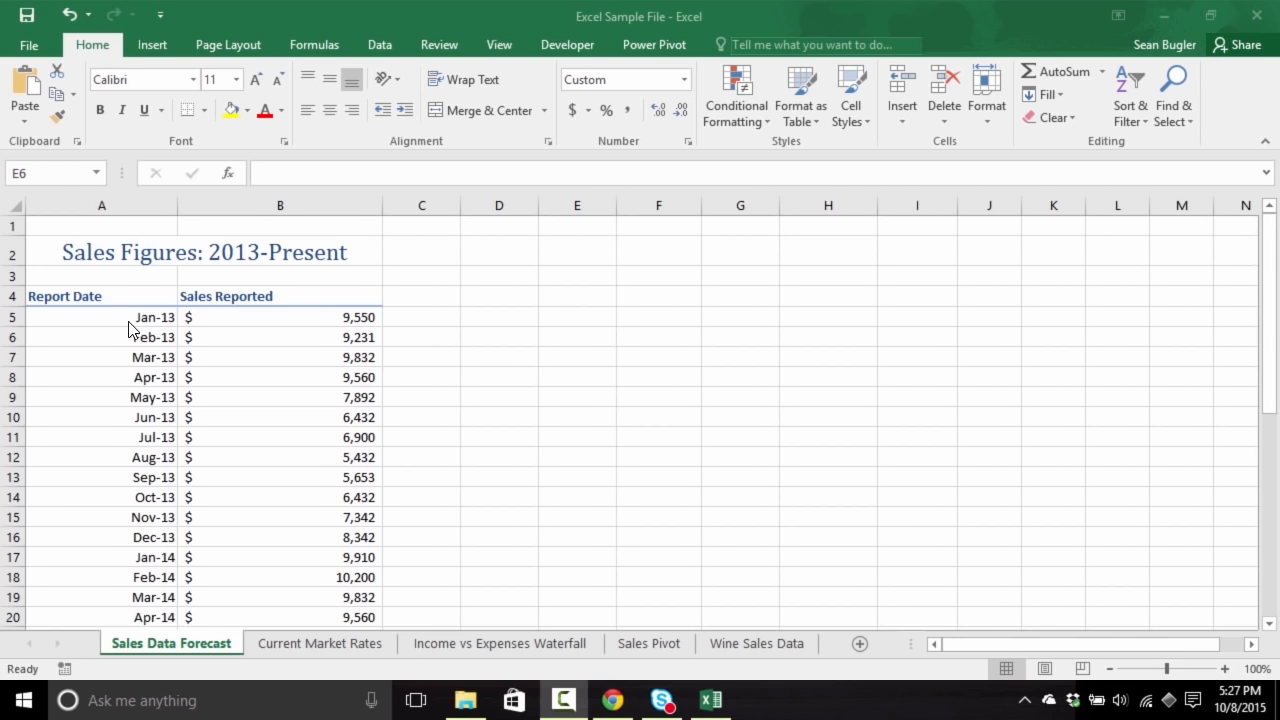 Excel Sample File - Excel
File Home Insert Page Layout Formulas Data Review View Developer Power Pivot Tell me what you want to do... Sean Bugler Share
Calibri 11 Wrap Text Custom AutoSum
Paste B I U Merge & Center $ % , Conditional Formatting Format as Table Cell Styles Insert Delete Format Fill Clear Sort & Filter Find & Select
Clipboard Font Alignment Number Styles Cells Editing
E6 fx
A B C D E F G H I J K L M N
1
2 Sales Figures: 2013-Present
3
4 Report Date Sales Reported
5 Jan-13 $ 9,550
6 Feb-13 $ 9,231
7 Mar-13 $ 9,832
8 Apr-13 $ 9,560
9 May-13 $ 7,892
10 Jun-13 $ 6,432
11 Jul-13 $ 6,900
12 Aug-13 $ 5,432
13 Sep-13 $ 5,653
14 Oct-13 $ 6,432
15 Nov-13 $ 7,342
16 Dec-13 $ 8,342
17 Jan-14 $ 9,910
18 Feb-14 $ 10,200
19 Mar-14 $ 9,832
20 Apr-14 $ 9,560
Sales Data Forecast Current Market Rates Income vs Expenses Waterfall Sales Pivot Wine Sales Data
Ready 100%
Ask me anything 5:27 PM
10/8/2015